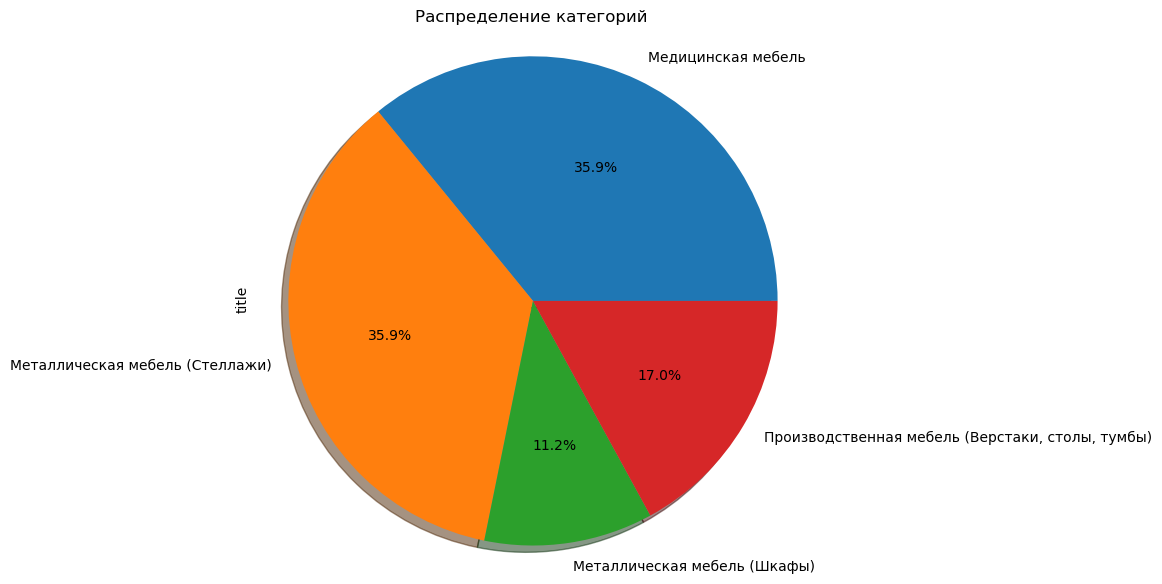 Распределение категорий
Медицинская мебель
35.9%
title
35.9%
Металлическая мебель (Стеллажи)
17.0%
Производственная мебель (Верстаки, столы, тумбы)
11.2%
Металлическая мебель (Шкафы)